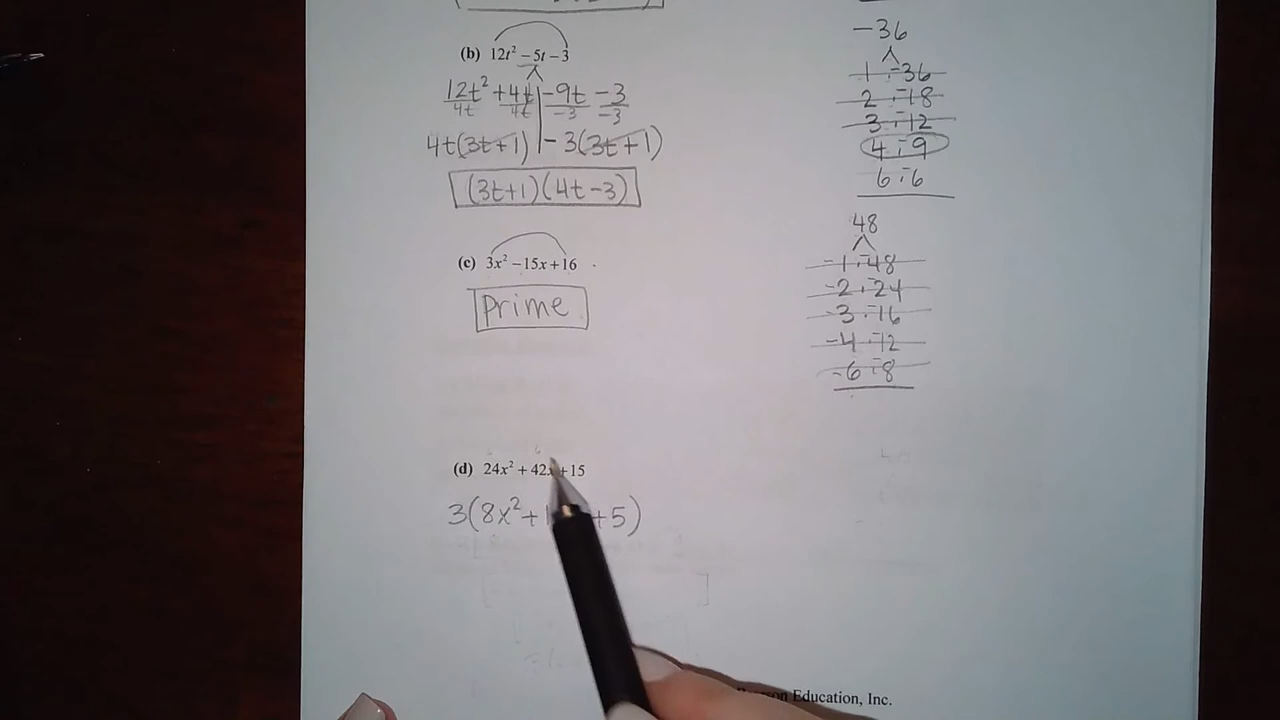 (b) 12t² − 5t − 3
12t² + 4t | − 9t − 3
4t 4t −3 −3
4t(3t+1) | − 3(3t+1)
(3t+1)(4t−3)
(c) 3x² − 15x + 16
Prime
(d) 24x² + 42x + 15
3(8x² + 1 + 5)
−36
1 · −36
2 · −18
3 · −12
4 · −9
6 · −6
48
−1 · −48
−2 · −24
−3 · −16
−4 · −12
−6 · −8
Education, Inc.